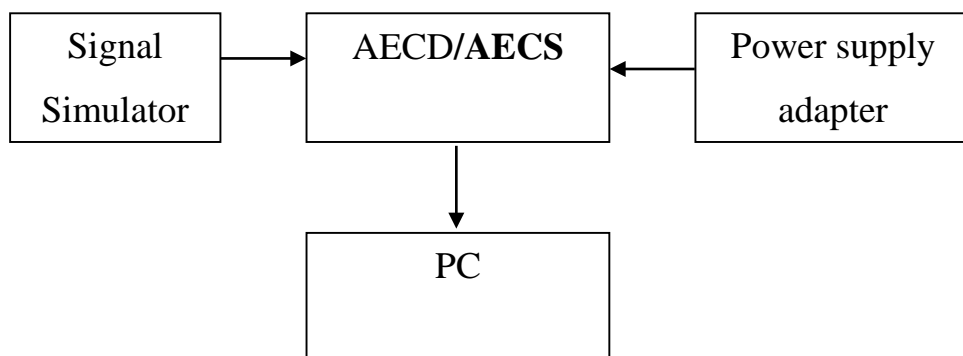 Signal
Simulator
AECD/AECS
Power supply
adapter
PC